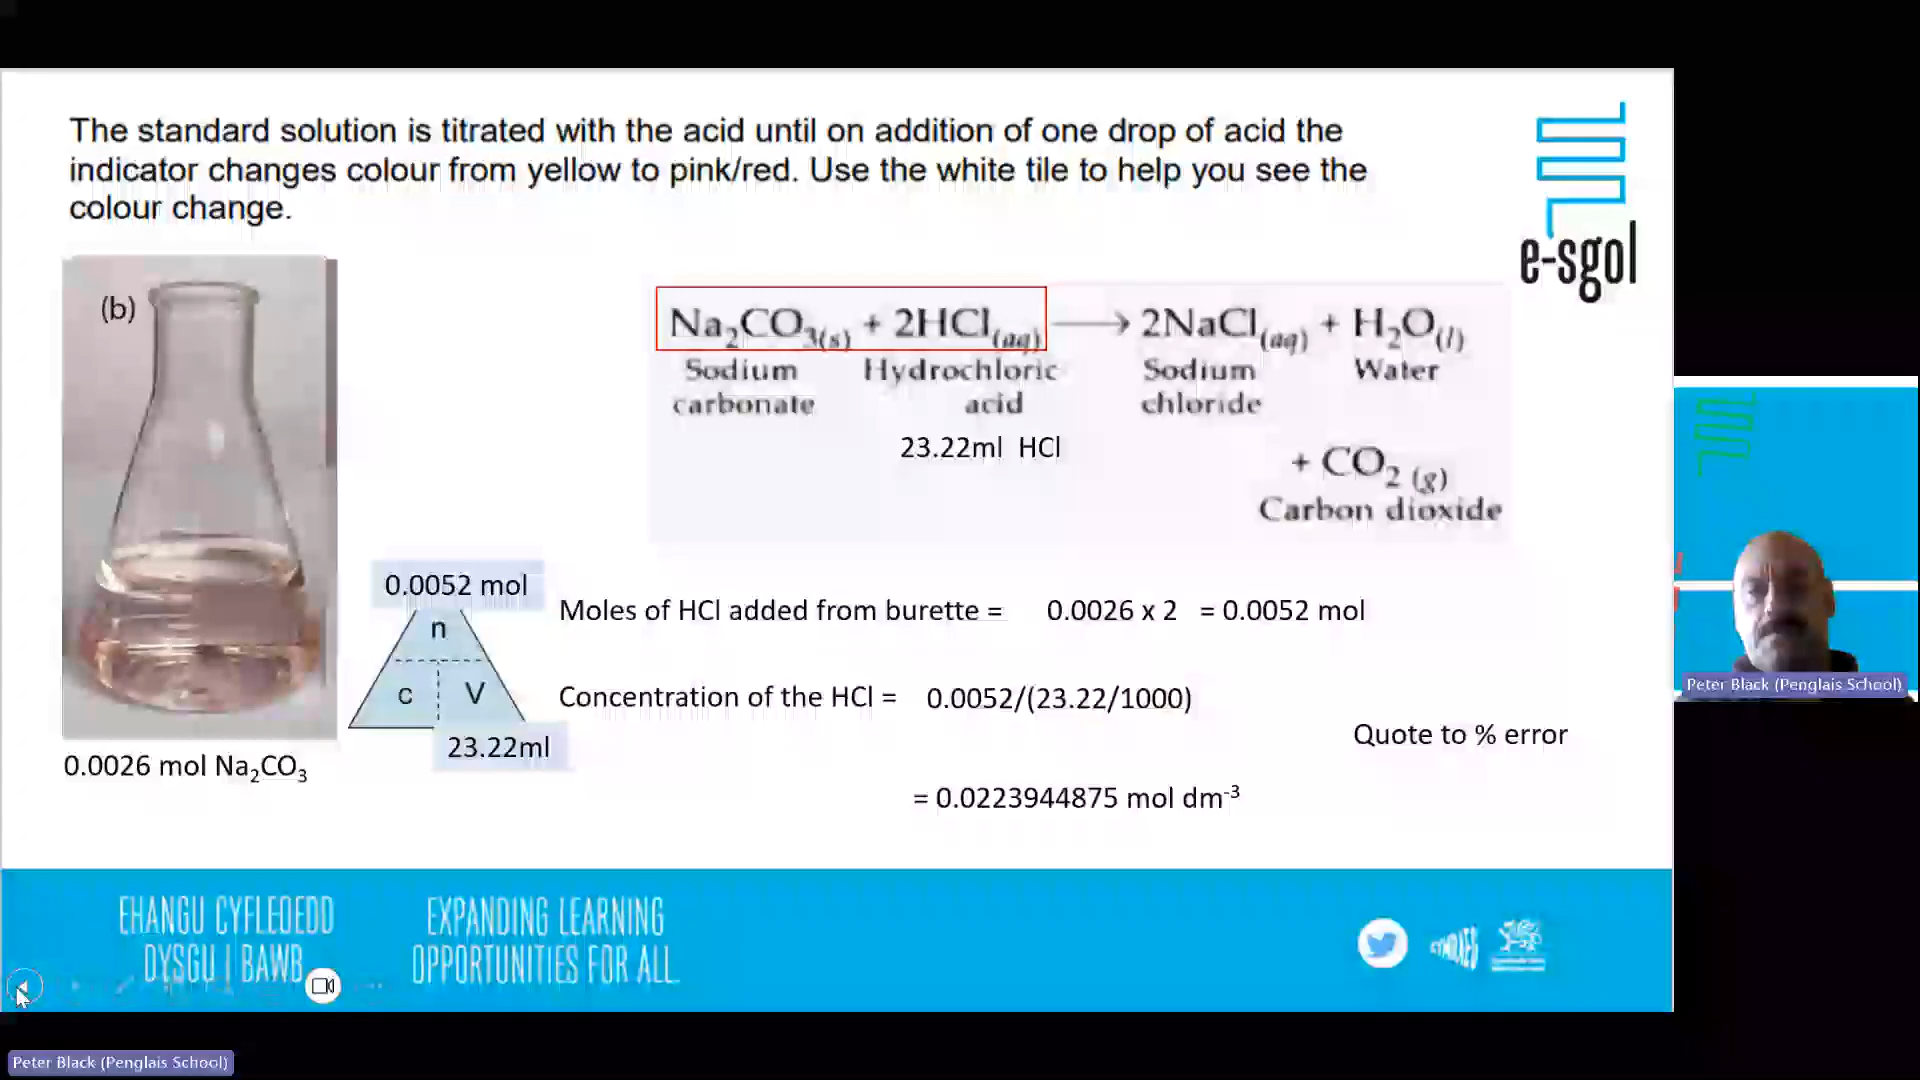 The standard solution is titrated with the acid until on addition of one drop of acid the
indicator changes colour from yellow to pink/red. Use the white tile to help you see the
colour change.
e-sgol
(b)
Na₂CO₃(s) + 2HCl(aq) ⟶ 2NaCl(aq) + H₂O(l)
Sodium Hydrochloric Sodium Water
carbonate acid chloride
23.22ml HCl
+ CO₂ (g)
Carbon dioxide
0.0052 mol
n
c V
23.22ml
Moles of HCl added from burette = 0.0026 x 2 = 0.0052 mol
Concentration of the HCl = 0.0052/(23.22/1000)
Quote to % error
= 0.0223944875 mol dm⁻³
0.0026 mol Na₂CO₃
Peter Black (Penglais School)
EHANGU CYFLEOEDD
DYSGU I BAWB
EXPANDING LEARNING
OPPORTUNITIES FOR ALL
Peter Black (Penglais School)